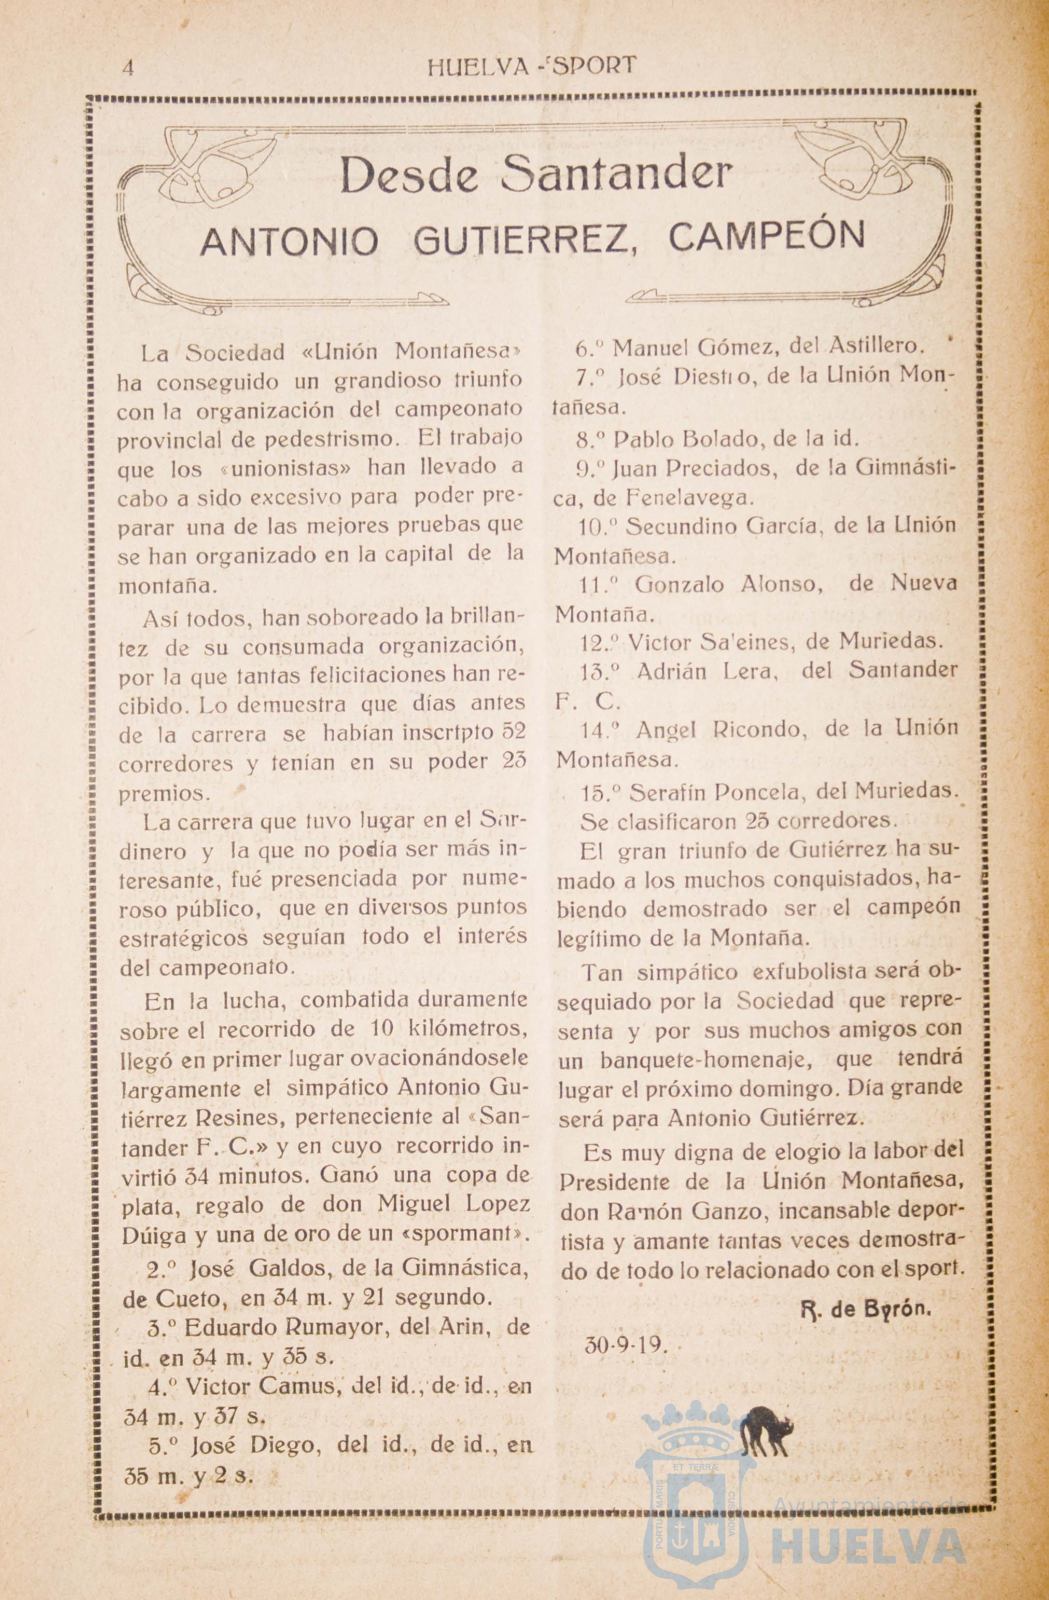 4
HUELVA - SPORT
Desde Santander
ANTONIO GUTIERREZ, CAMPEÓN
La Sociedad «Unión Montañesa»
ha conseguido un grandioso triunfo
con la organización del campeonato
provincial de pedestrismo. El trabajo
que los «unionistas» han llevado a
cabo a sido excesivo para poder pre-
parar una de las mejores pruebas que
se han organizado en la capital de la
montaña.
Así todos, han soboreado la brillan-
tez de su consumada organización,
por la que tantas felicitaciones han re-
cibido. Lo demuestra que días antes
de la carrera se habían inscrtpto 52
corredores y tenían en su poder 23
premios.
La carrera que tuvo lugar en el Sar-
dinero y la que no podía ser más in-
teresante, fué presenciada por nume-
roso público, que en diversos puntos
estratégicos seguían todo el interés
del campeonato.
En la lucha, combatida duramente
sobre el recorrido de 10 kilómetros,
llegó en primer lugar ovacionándosele
largamente el simpático Antonio Gu-
tiérrez Resines, perteneciente al «San-
tander F. C.» y en cuyo recorrido in-
virtió 34 minutos. Ganó una copa de
plata, regalo de don Miguel Lopez
Dúiga y una de oro de un «spormant».
2.º José Galdos, de la Gimnástica,
de Cueto, en 34 m. y 21 segundo.
3.º Eduardo Rumayor, del Arin, de
id. en 34 m. y 35 s.
4.º Victor Camus, del id., de id., en
34 m. y 37 s.
5.º José Diego, del id., de id., en
35 m. y 2 s.
6.º Manuel Gómez, del Astillero.
7.º José Diestro, de la Unión Mon-
tañesa.
8.º Pablo Bolado, de la id.
9.º Juan Preciados, de la Gimnásti-
ca, de Fenelavega.
10.º Secundino García, de la Unión
Montañesa.
11.º Gonzalo Alonso, de Nueva
Montaña.
12.º Victor Sa'eines, de Muriedas.
13.º Adrián Lera, del Santander
F. C.
14.º Angel Ricondo, de la Unión
Montañesa.
15.º Serafín Poncela, del Muriedas.
Se clasificaron 25 corredores.
El gran triunfo de Gutiérrez ha su-
mado a los muchos conquistados, ha-
biendo demostrado ser el campeón
legítimo de la Montaña.
Tan simpático exfubolista será ob-
sequiado por la Sociedad que repre-
senta y por sus muchos amigos con
un banquete-homenaje, que tendrá
lugar el próximo domingo. Día grande
será para Antonio Gutiérrez.
Es muy digna de elogio la labor del
Presidente de la Unión Montañesa,
don Ramón Ganzo, incansable depor-
tista y amante tantas veces demostra-
do de todo lo relacionado con el sport.
R. de Byrón.
30-9-19.
PORTUS MARIS ET TERRAE CUSTODIA
Ayuntamiento de
HUELVA